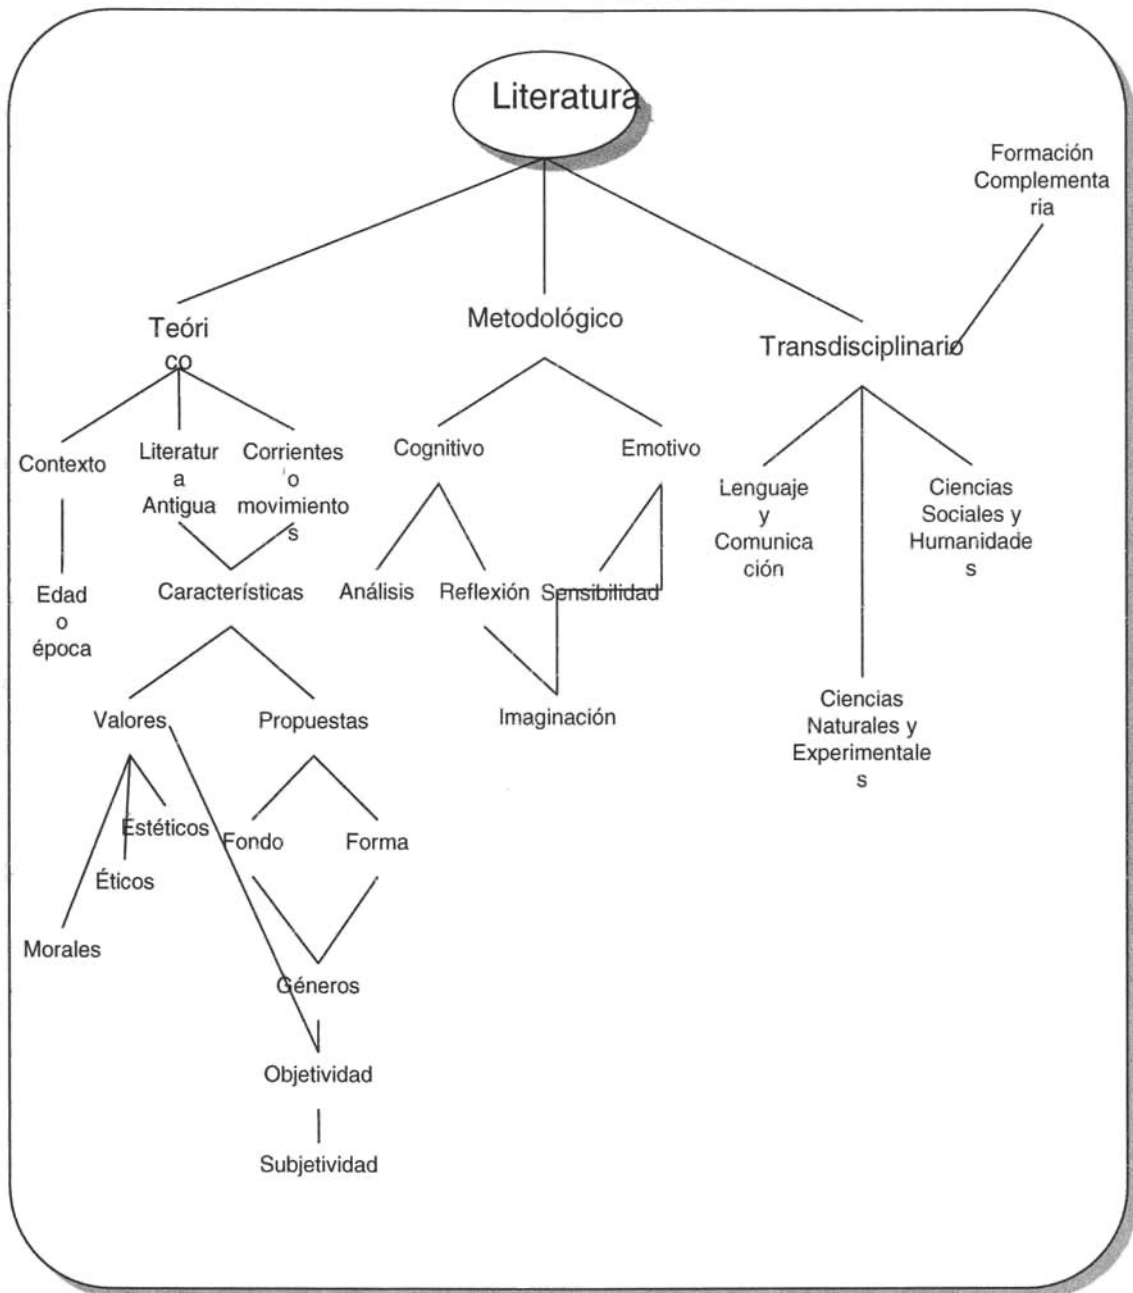 Literatura
Formación
Complementa
ria
Teóri
co
Metodológico
Transdisciplinario
Contexto
Literatur
a
Antigua
Corrientes
o
movimiento
s
Cognitivo
Emotivo
Lenguaje
y
Comunica
ción
Ciencias
Sociales y
Humanidade
s
Edad
o
época
Características
Análisis
Reflexión
Sensibilidad
Valores
Propuestas
Imaginación
Ciencias
Naturales y
Experimentale
s
Estéticos
Fondo
Forma
Éticos
Morales
Géneros
Objetividad
Subjetividad